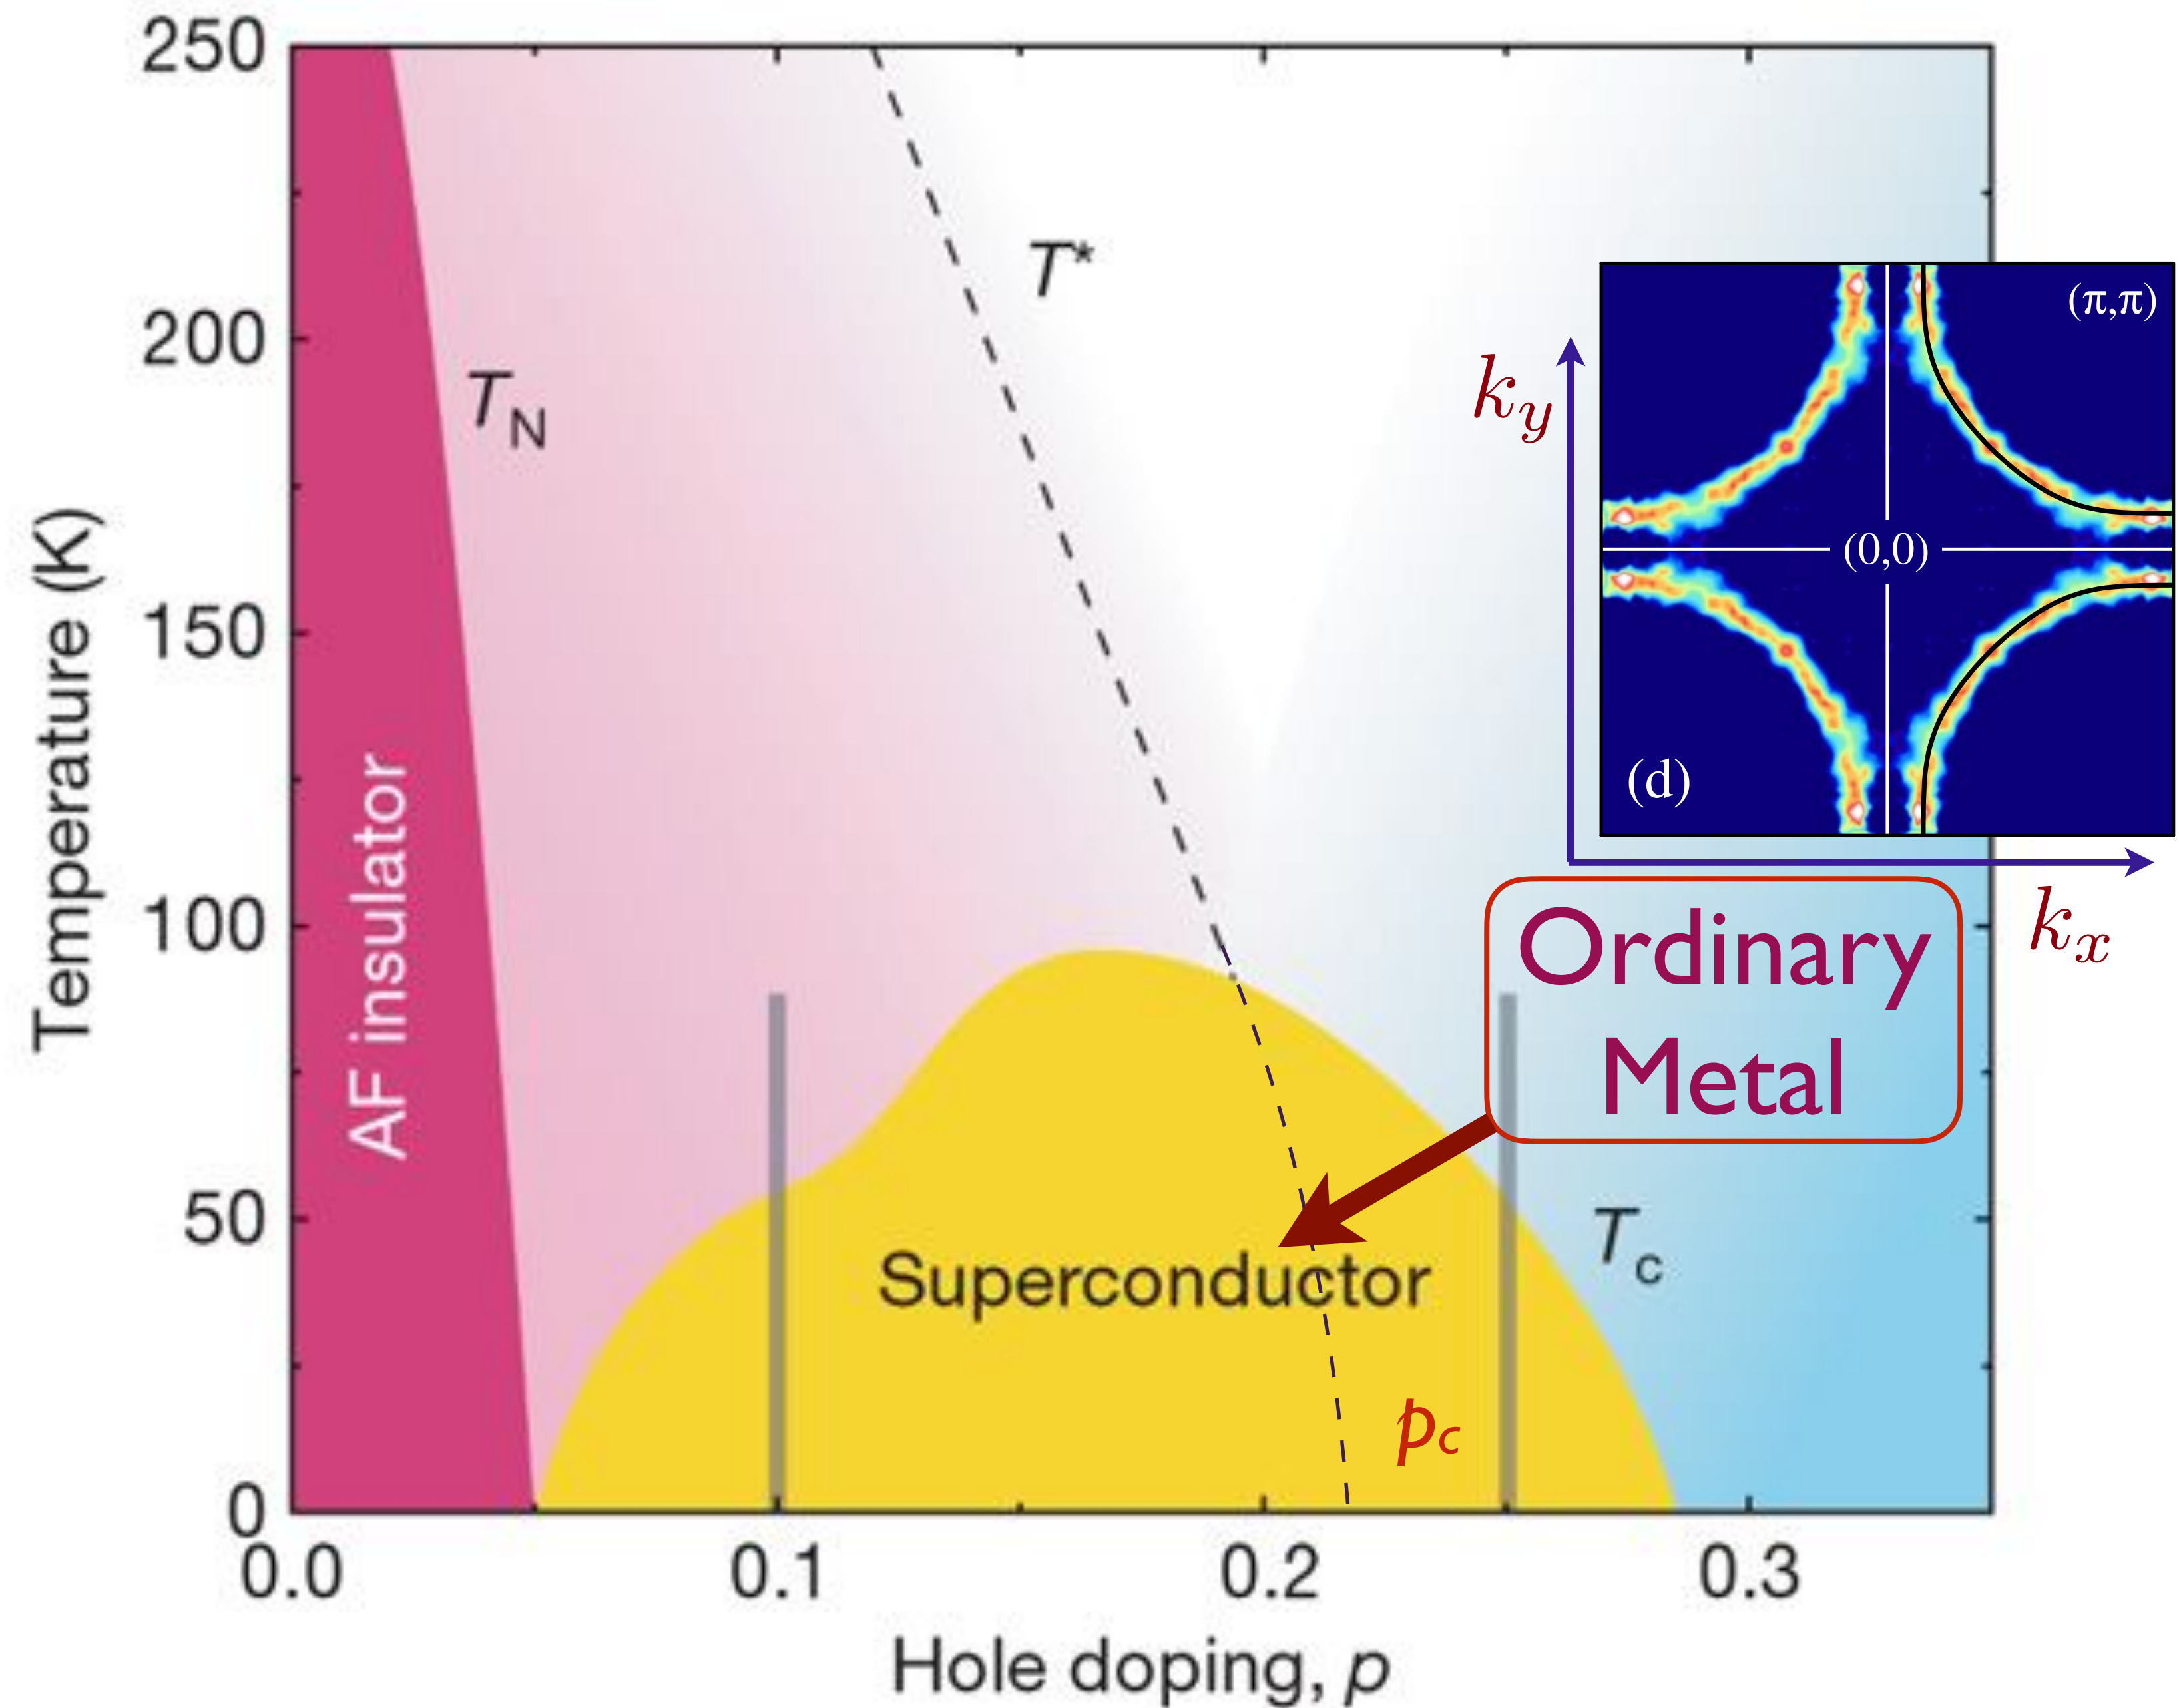 250
200
150
100
50
0
Temperature (K)
AF insulator
T_N
T*
k_y
(π,π)
(0,0)
(d)
k_x
Ordinary
Metal
T_c
Superconductor
p_c
0.0
0.1
0.2
0.3
Hole doping, p